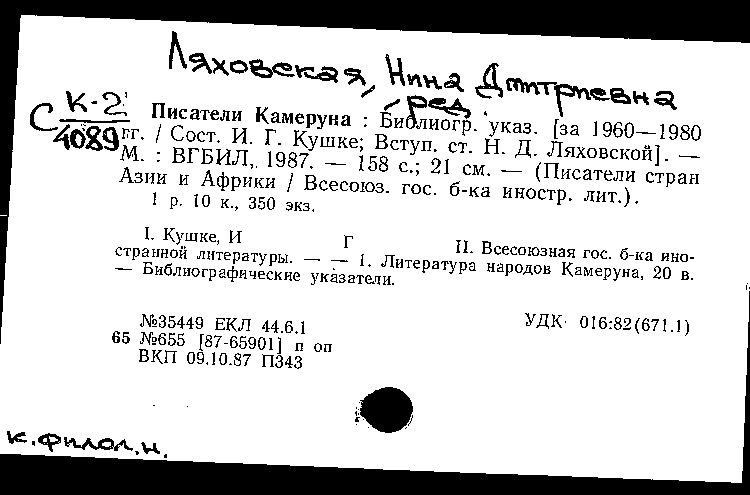 Ляховская, Нина Дмитриевна
- ред.
С К-2
4089
Писатели Камеруна : Библиогр. указ. [за 1960—1980
гг. / Сост. И. Г. Кушке; Вступ. ст. Н. Д. Ляховской]. —
М. : ВГБИЛ, 1987. — 158 с.; 21 см. — (Писатели стран
Азии и Африки / Всесоюз. гос. б-ка иностр. лит.).
1 р. 10 к., 350 экз.
I. Кушке, И Г II. Всесоюзная гос. б-ка ино-
странной литературы. — — 1. Литература народов Камеруна, 20 в.
— Библиографические указатели.
№35449 ЕКЛ 44.6.1 УДК 016:82(671.1)
65 №655 [87-65901] п оп
ВКП 09.10.87 П343
к.филол.н.